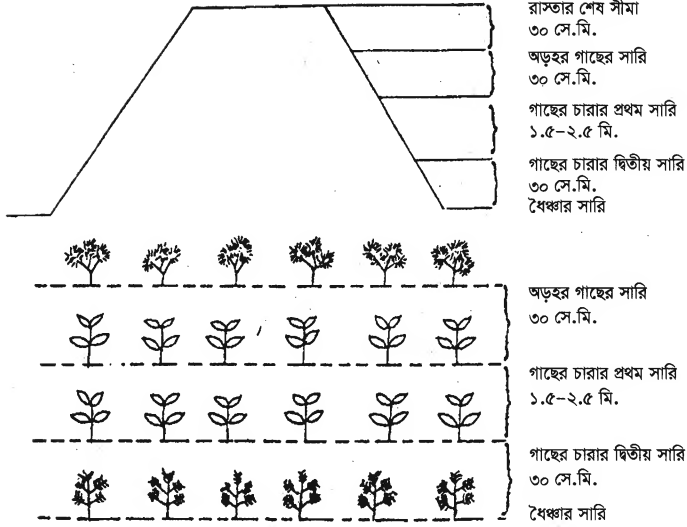 রাস্তার শেষ সীমা
৩০ সে.মি.
অড়হর গাছের সারি
৩০ সে.মি.
গাছের চারার প্রথম সারি
১.৫–২.৫ মি.
গাছের চারার দ্বিতীয় সারি
৩০ সে.মি.
ধৈঞ্চার সারি
অড়হর গাছের সারি
৩০ সে.মি.
গাছের চারার প্রথম সারি
১.৫–২.৫ মি.
গাছের চারার দ্বিতীয় সারি
৩০ সে.মি.
ধৈঞ্চার সারি